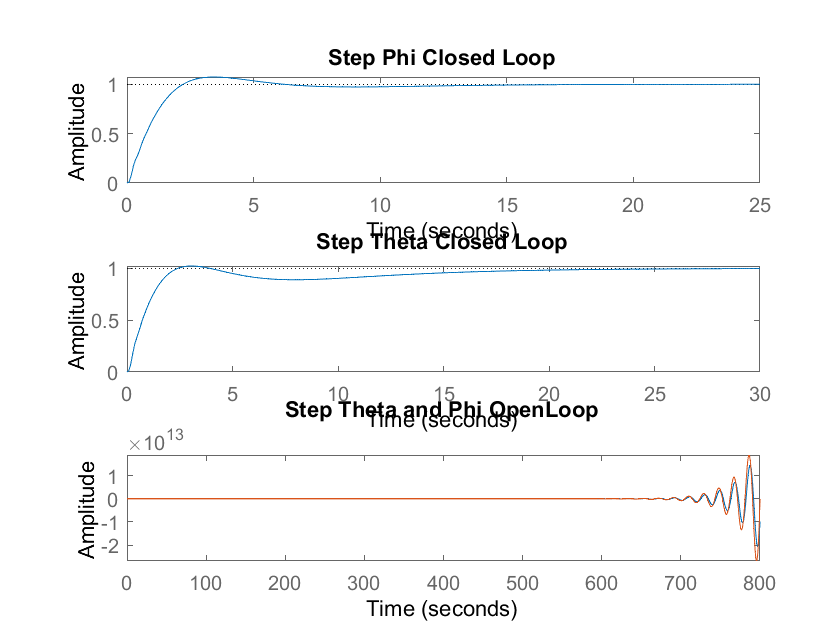 Step Phi Closed Loop
Amplitude
1
0.5
0
0 5 10 15 20 25
Time (seconds)
Step Theta Closed Loop
Amplitude
1
0.5
0
0 5 10 15 20 25 30
Time (seconds)
Step Theta and Phi OpenLoop
×10^13
Amplitude
1
0
-1
-2
0 100 200 300 400 500 600 700 800
Time (seconds)